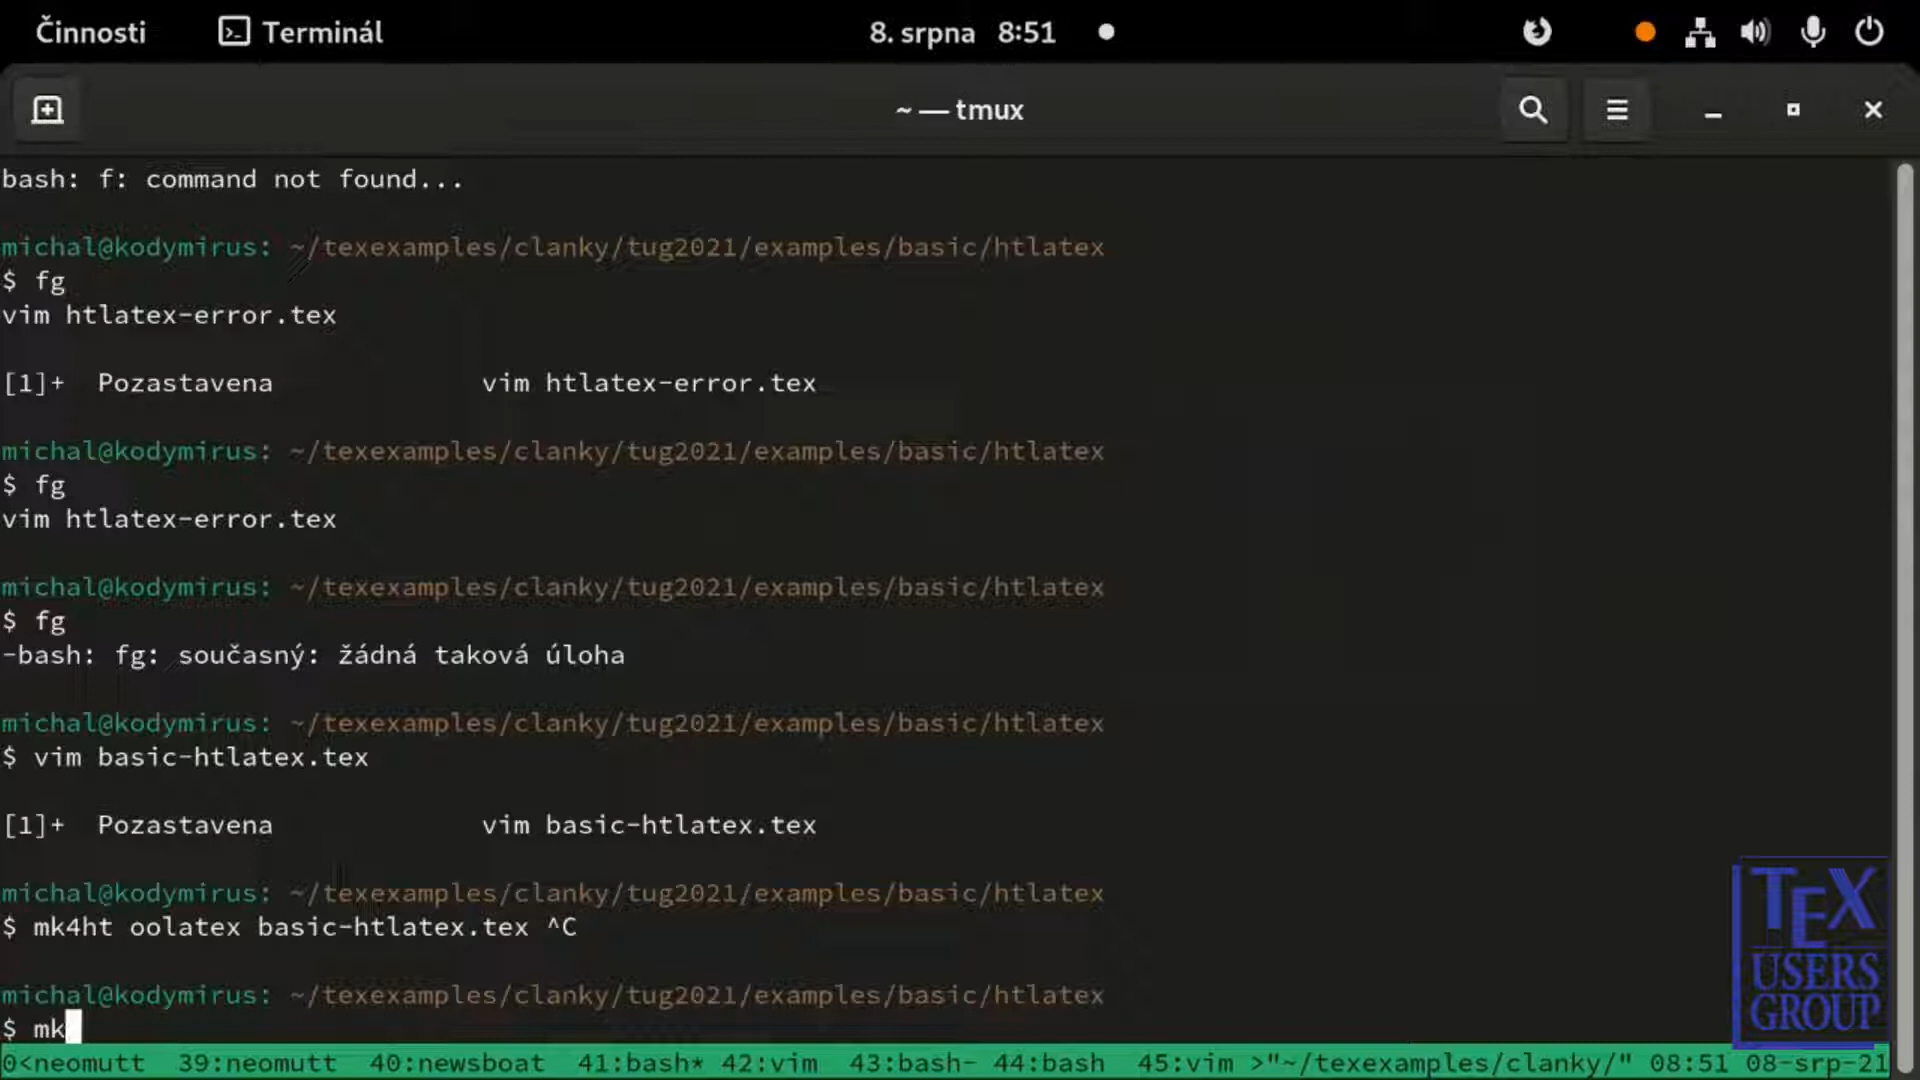 Činnosti Terminál 8. srpna 8:51
~ — tmux
bash: f: command not found...
michal@kodymirus: ~/texexamples/clanky/tug2021/examples/basic/htlatex
$ fg
vim htlatex-error.tex
[1]+ Pozastavena vim htlatex-error.tex
michal@kodymirus: ~/texexamples/clanky/tug2021/examples/basic/htlatex
$ fg
vim htlatex-error.tex
michal@kodymirus: ~/texexamples/clanky/tug2021/examples/basic/htlatex
$ fg
-bash: fg: současný: žádná taková úloha
michal@kodymirus: ~/texexamples/clanky/tug2021/examples/basic/htlatex
$ vim basic-htlatex.tex
[1]+ Pozastavena vim basic-htlatex.tex
michal@kodymirus: ~/texexamples/clanky/tug2021/examples/basic/htlatex
$ mk4ht oolatex basic-htlatex.tex ^C
michal@kodymirus: ~/texexamples/clanky/tug2021/examples/basic/htlatex
$ mk
0<neomutt 39:neomutt 40:newsboat 41:bash* 42:vim 43:bash- 44:bash 45:vim >"~/texexamples/clanky/" 08:51 08-srp-21
TEX
USERS
GROUP